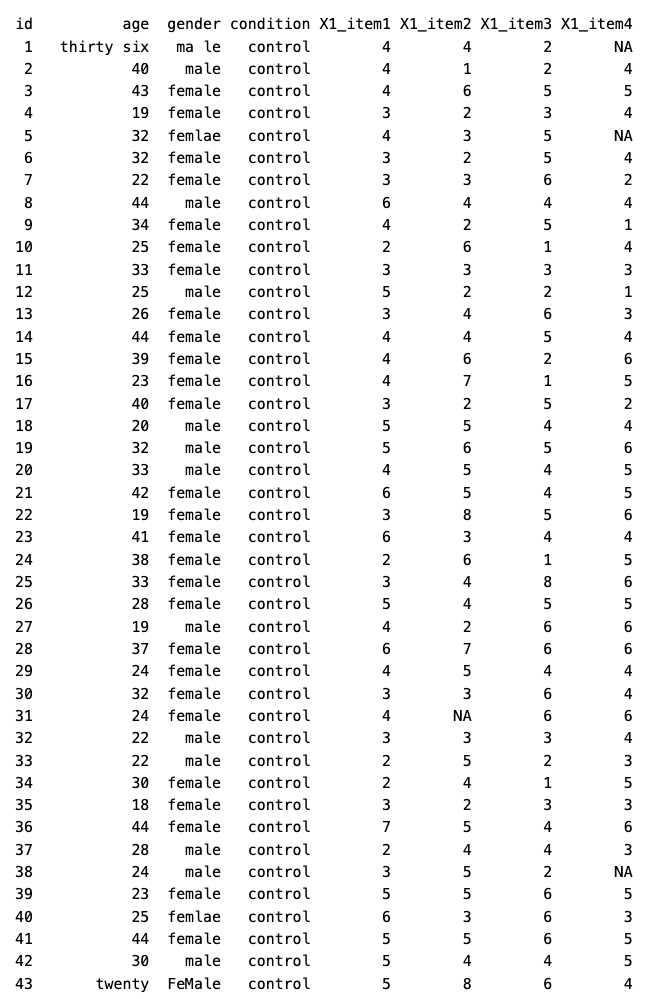 id age gender condition X1_item1 X1_item2 X1_item3 X1_item4
1 thirty six ma le control 4 4 2 NA
2 40 male control 4 1 2 4
3 43 female control 4 6 5 5
4 19 female control 3 2 3 4
5 32 femlae control 4 3 5 NA
6 32 female control 3 2 5 4
7 22 female control 3 3 6 2
8 44 male control 6 4 4 4
9 34 female control 4 2 5 1
10 25 female control 2 6 1 4
11 33 female control 3 3 3 3
12 25 male control 5 2 2 1
13 26 female control 3 4 6 3
14 44 female control 4 4 5 4
15 39 female control 4 6 2 6
16 23 female control 4 7 1 5
17 40 female control 3 2 5 2
18 20 male control 5 5 4 4
19 32 male control 5 6 5 6
20 33 male control 4 5 4 5
21 42 female control 6 5 4 5
22 19 female control 3 8 5 6
23 41 female control 6 3 4 4
24 38 female control 2 6 1 5
25 33 female control 3 4 8 6
26 28 female control 5 4 5 5
27 19 male control 4 2 6 6
28 37 female control 6 7 6 6
29 24 female control 4 5 4 4
30 32 female control 3 3 6 4
31 24 female control 4 NA 6 6
32 22 male control 3 3 3 4
33 22 male control 2 5 2 3
34 30 female control 2 4 1 5
35 18 female control 3 2 3 3
36 44 female control 7 5 4 6
37 28 male control 2 4 4 3
38 24 male control 3 5 2 NA
39 23 female control 5 5 6 5
40 25 femlae control 6 3 6 3
41 44 female control 5 5 6 5
42 30 male control 5 4 4 5
43 twenty FeMale control 5 8 6 4